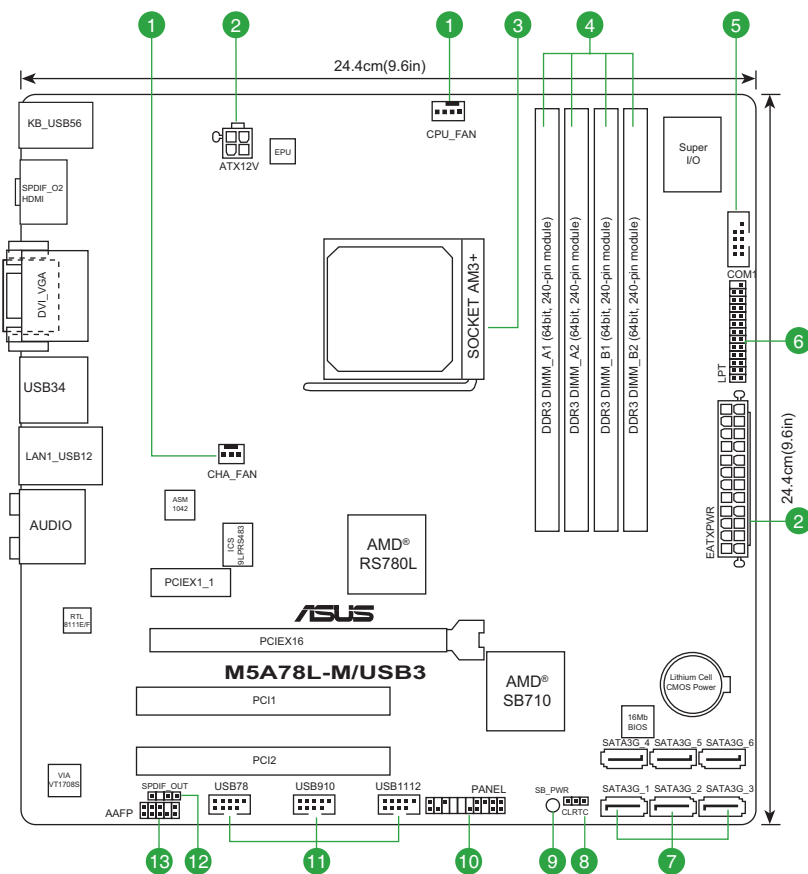 1
2
1
3
4
5
24.4cm(9.6in)
KB_USB56
CPU_FAN
ATX12V
EPU
Super
I/O
SPDIF_O2
HDMI
DVI_VGA
SOCKET AM3+
DDR3 DIMM_A1 (64bit, 240-pin module)
DDR3 DIMM_A2 (64bit, 240-pin module)
DDR3 DIMM_B1 (64bit, 240-pin module)
DDR3 DIMM_B2 (64bit, 240-pin module)
COM1
LPT
6
USB34
LAN1_USB12
1
CHA_FAN
24.4cm(9.6in)
EATXPWR
2
AUDIO
ASM
1042
ICS
9LPRS483
AMD®
RS780L
PCIEX1_1
RTL
8111E/F
ASUS
PCIEX16
M5A78L-M/USB3
AMD®
SB710
Lithium Cell
CMOS Power
PCI1
16Mb
BIOS
SATA3G_4
SATA3G_5
SATA3G_6
PCI2
VIA
VT1708S
SPDIF_OUT
USB78
USB910
USB1112
PANEL
SB_PWR
SATA3G_1
SATA3G_2
SATA3G_3
AAFP
CLRTC
13
12
11
10
9
8
7